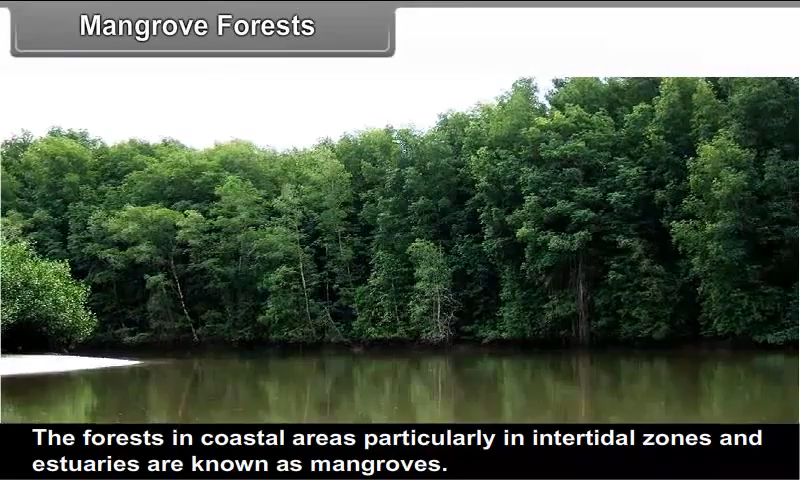 Mangrove Forests
The forests in coastal areas particularly in intertidal zones and
estuaries are known as mangroves.